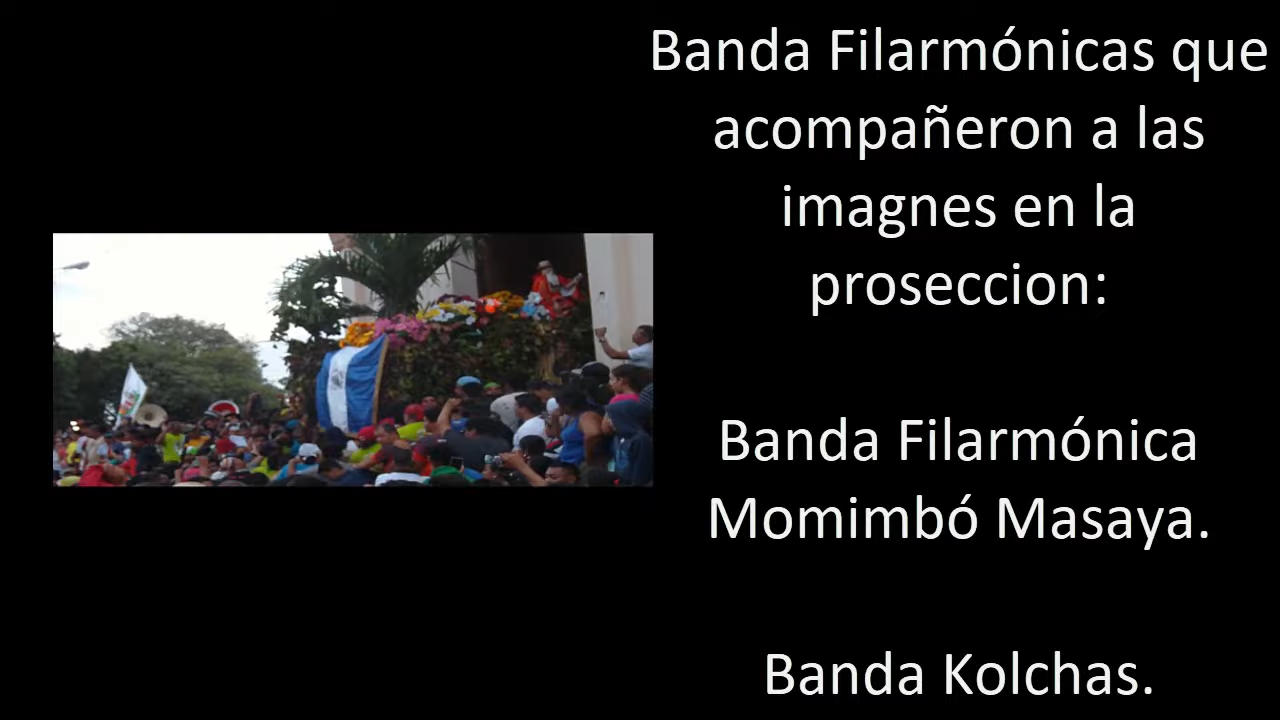 Banda Filarmónicas que
acompañeron a las
imagnes en la
proseccion:
Banda Filarmónica
Momimbó Masaya.
Banda Kolchas.